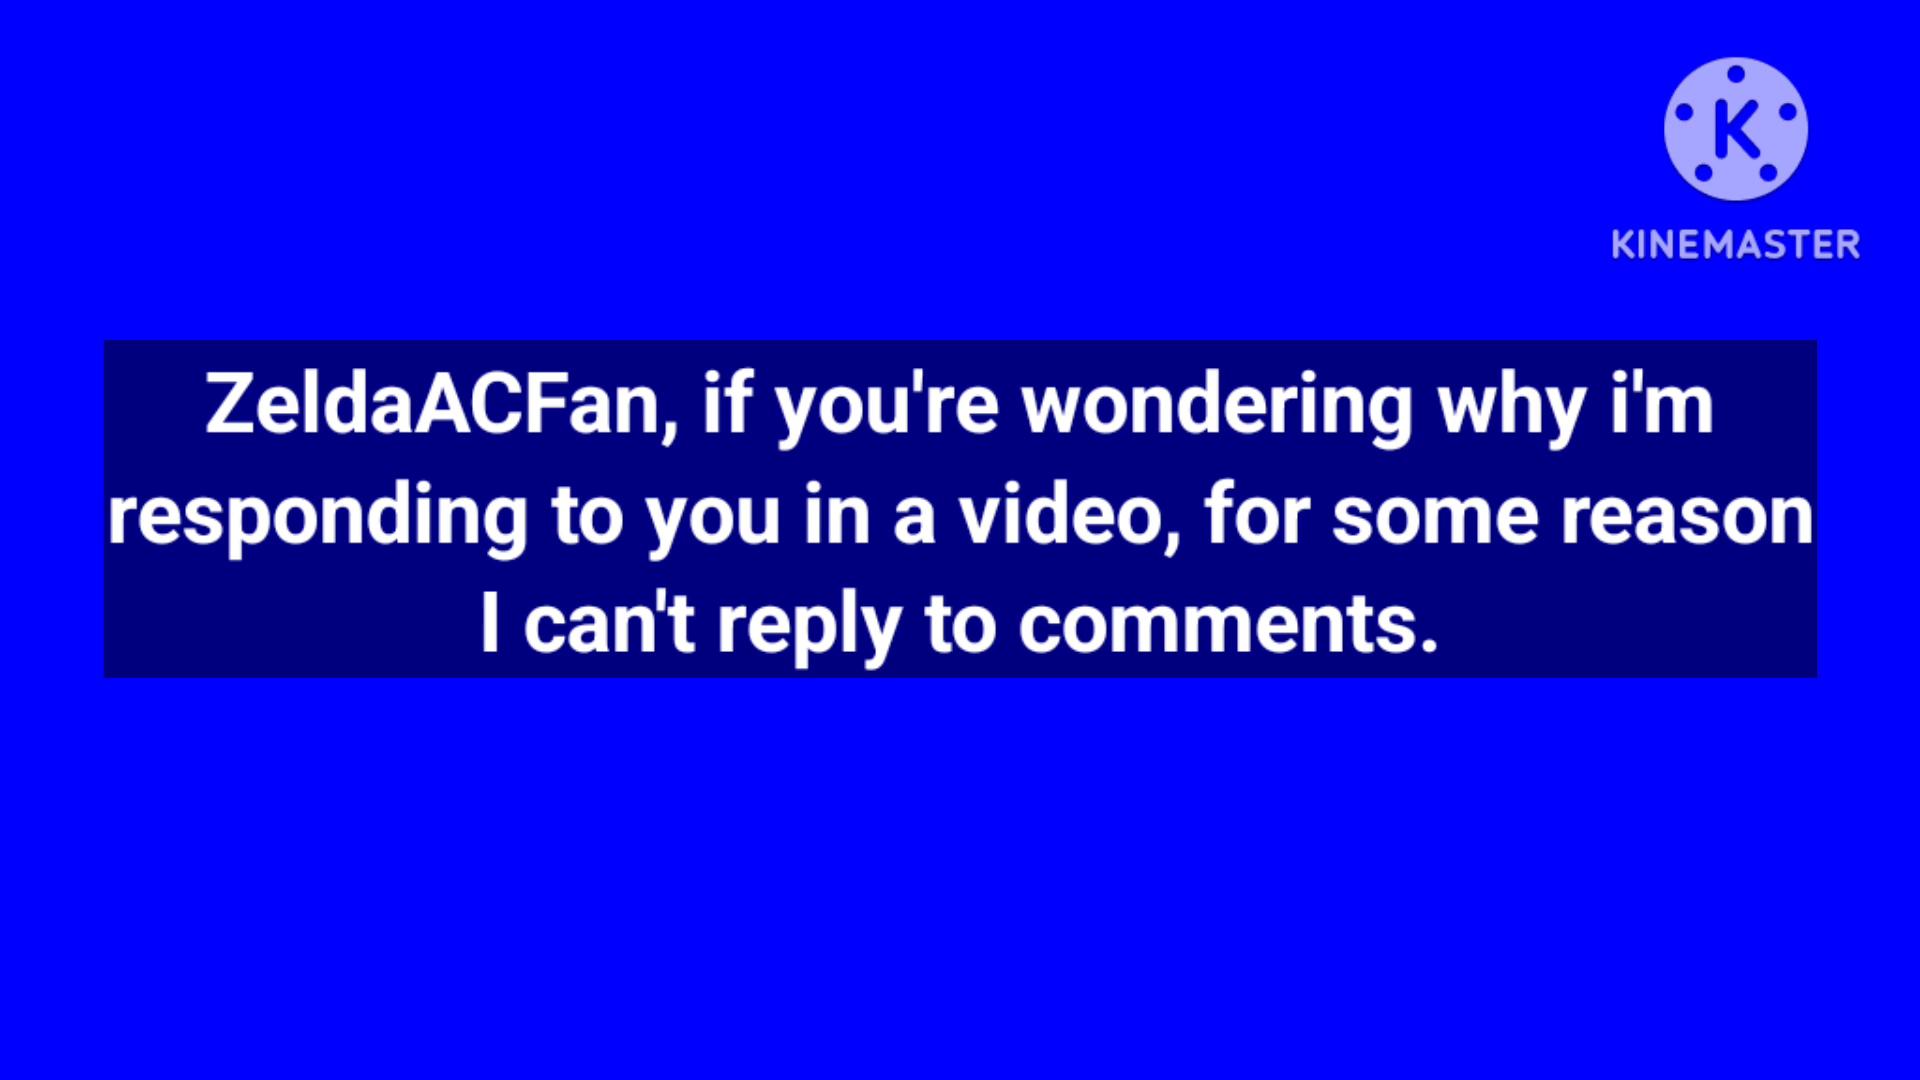 K
KINEMASTER
ZeldaACFan, if you're wondering why i'm
responding to you in a video, for some reason
I can't reply to comments.